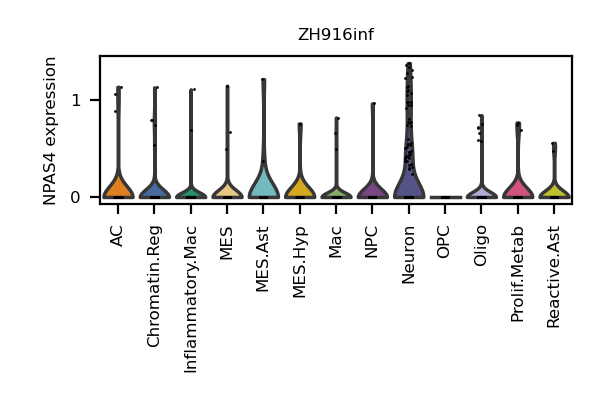 ZH916inf
NPAS4 expression
1
0
AC
Chromatin.Reg
Inflammatory.Mac
MES
MES.Ast
MES.Hyp
Mac
NPC
Neuron
OPC
Oligo
Prolif.Metab
Reactive.Ast